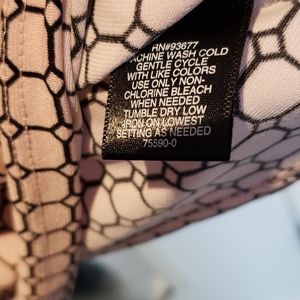 RN#93677
ACHINE WASH COLD
GENTLE CYCLE
WITH LIKE COLORS
USE ONLY NON-
CHLORINE BLEACH
WHEN NEEDED
TUMBLE DRY LOW
IRON ON LOWEST
SETTING AS NEEDED
75590-0